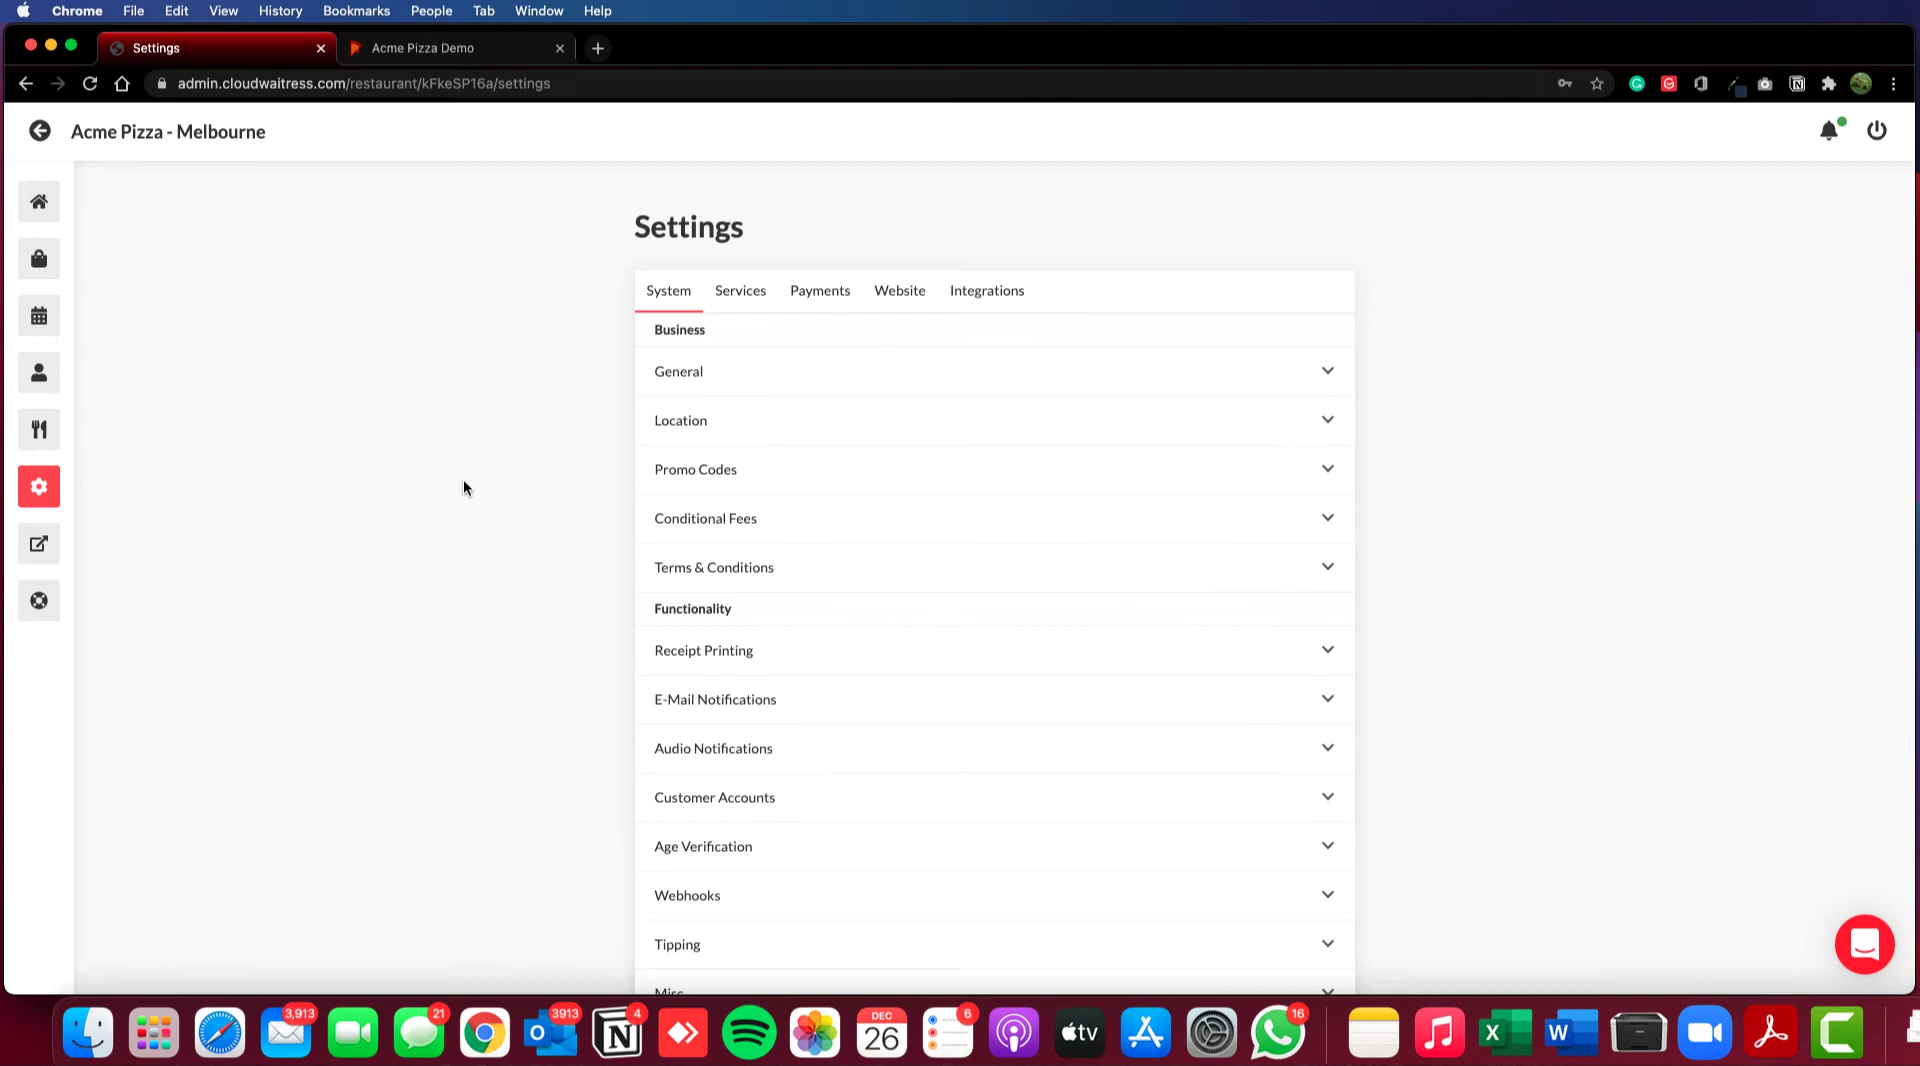 Chrome File Edit View History Bookmarks People Tab Window Help
Settings Acme Pizza Demo
admin.cloudwaitress.com/restaurant/kFkeSP16a/settings
Acme Pizza - Melbourne
Settings
System Services Payments Website Integrations
Business
General
Location
Promo Codes
Conditional Fees
Terms & Conditions
Functionality
Receipt Printing
E-Mail Notifications
Audio Notifications
Customer Accounts
Age Verification
Webhooks
Tipping
Misc
3,913 21 3913 4 DEC 26 6 tv 16